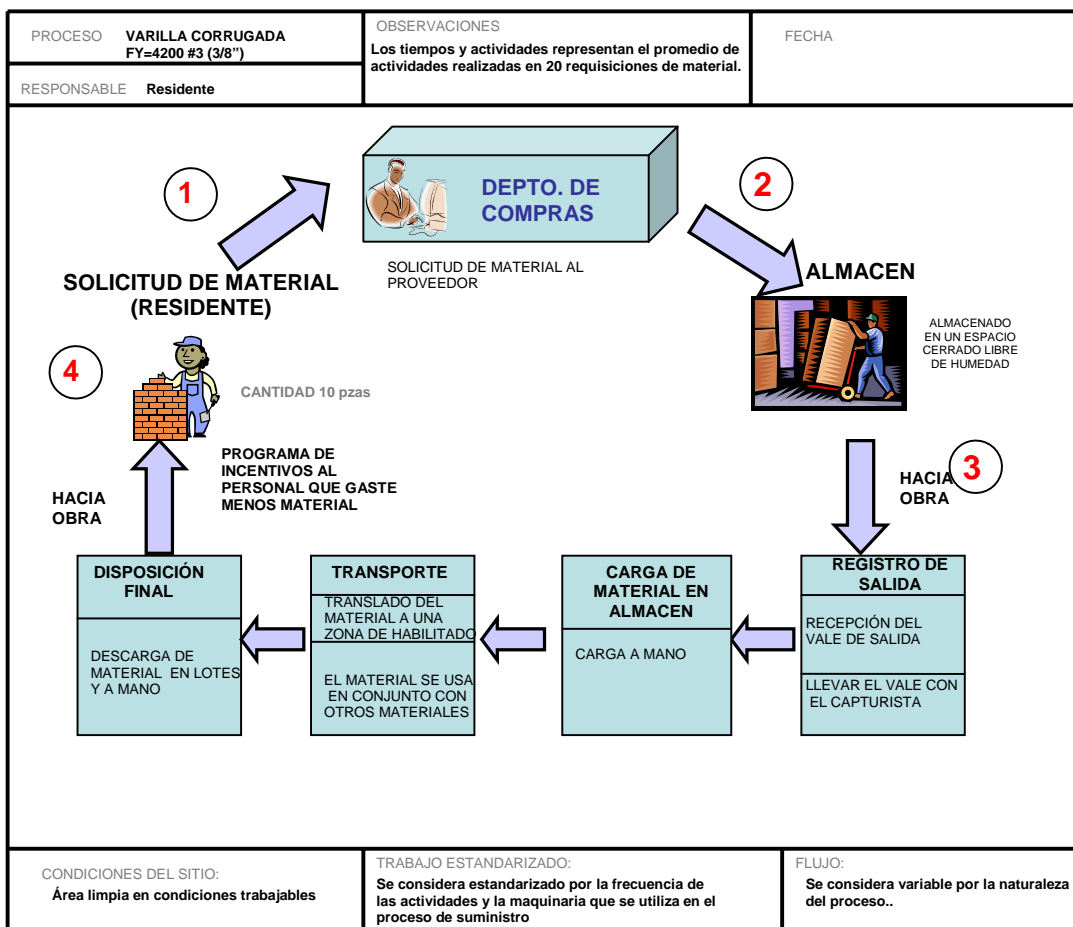 PROCESO VARILLA CORRUGADA
FY=4200 #3 (3/8”)
RESPONSABLE Residente
OBSERVACIONES
Los tiempos y actividades representan el promedio de
actividades realizadas en 20 requisiciones de material.
FECHA
1
DEPTO. DE
COMPRAS
2
SOLICITUD DE MATERIAL AL
PROVEEDOR
SOLICITUD DE MATERIAL
(RESIDENTE)
ALMACEN
ALMACENADO
EN UN ESPACIO
CERRADO LIBRE
DE HUMEDAD
4
CANTIDAD 10 pzas
PROGRAMA DE
INCENTIVOS AL
PERSONAL QUE GASTE
MENOS MATERIAL
HACIA
OBRA
HACIA
OBRA
3
DISPOSICIÓN
FINAL
DESCARGA DE
MATERIAL EN LOTES
Y A MANO
TRANSPORTE
TRANSLADO DEL
MATERIAL A UNA
ZONA DE HABILITADO
EL MATERIAL SE USA
EN CONJUNTO CON
OTROS MATERIALES
CARGA DE
MATERIAL EN
ALMACEN
CARGA A MANO
REGISTRO DE
SALIDA
RECEPCIÓN DEL
VALE DE SALIDA
LLEVAR EL VALE CON
EL CAPTURISTA
CONDICIONES DEL SITIO:
Área limpia en condiciones trabajables
TRABAJO ESTANDARIZADO:
Se considera estandarizado por la frecuencia de
las actividades y la maquinaria que se utiliza en el
proceso de suministro
FLUJO:
Se considera variable por la naturaleza
del proceso..